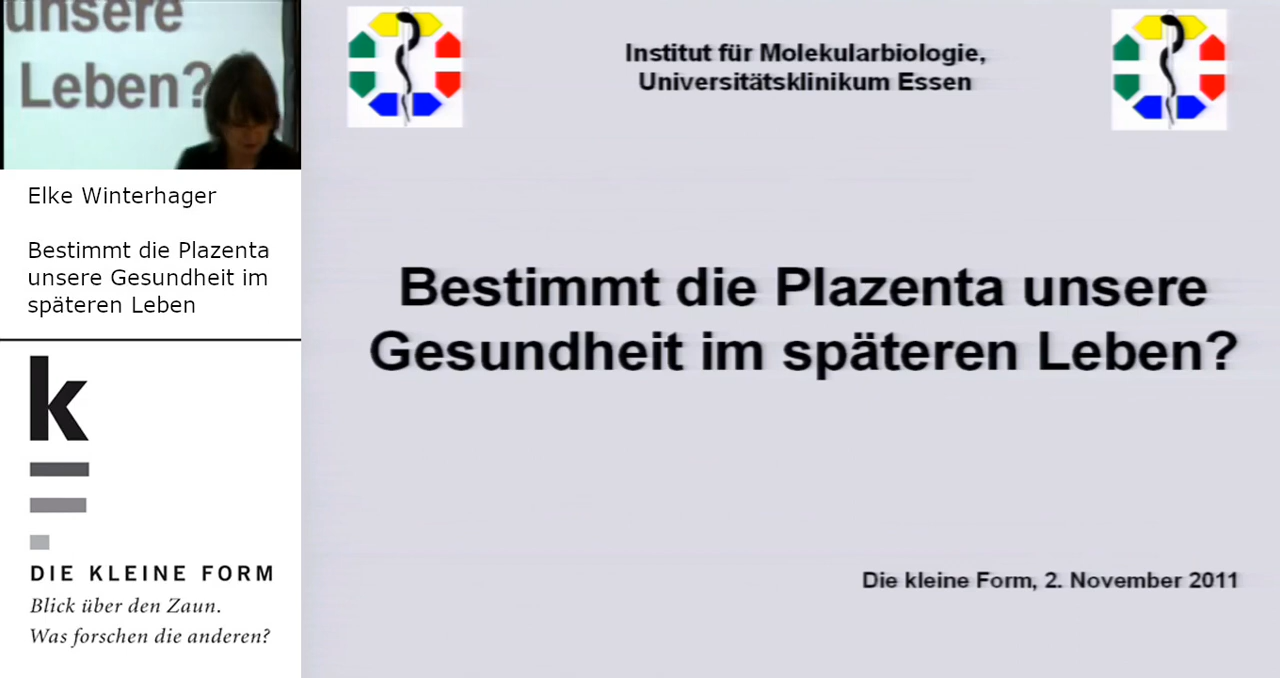 unsere
Leben?
Elke Winterhager
Bestimmt die Plazenta
unsere Gesundheit im
späteren Leben
k
DIE KLEINE FORM
Blick über den Zaun.
Was forschen die anderen?
Institut für Molekularbiologie,
Universitätsklinikum Essen
Bestimmt die Plazenta unsere
Gesundheit im späteren Leben?
Die kleine Form, 2. November 2011